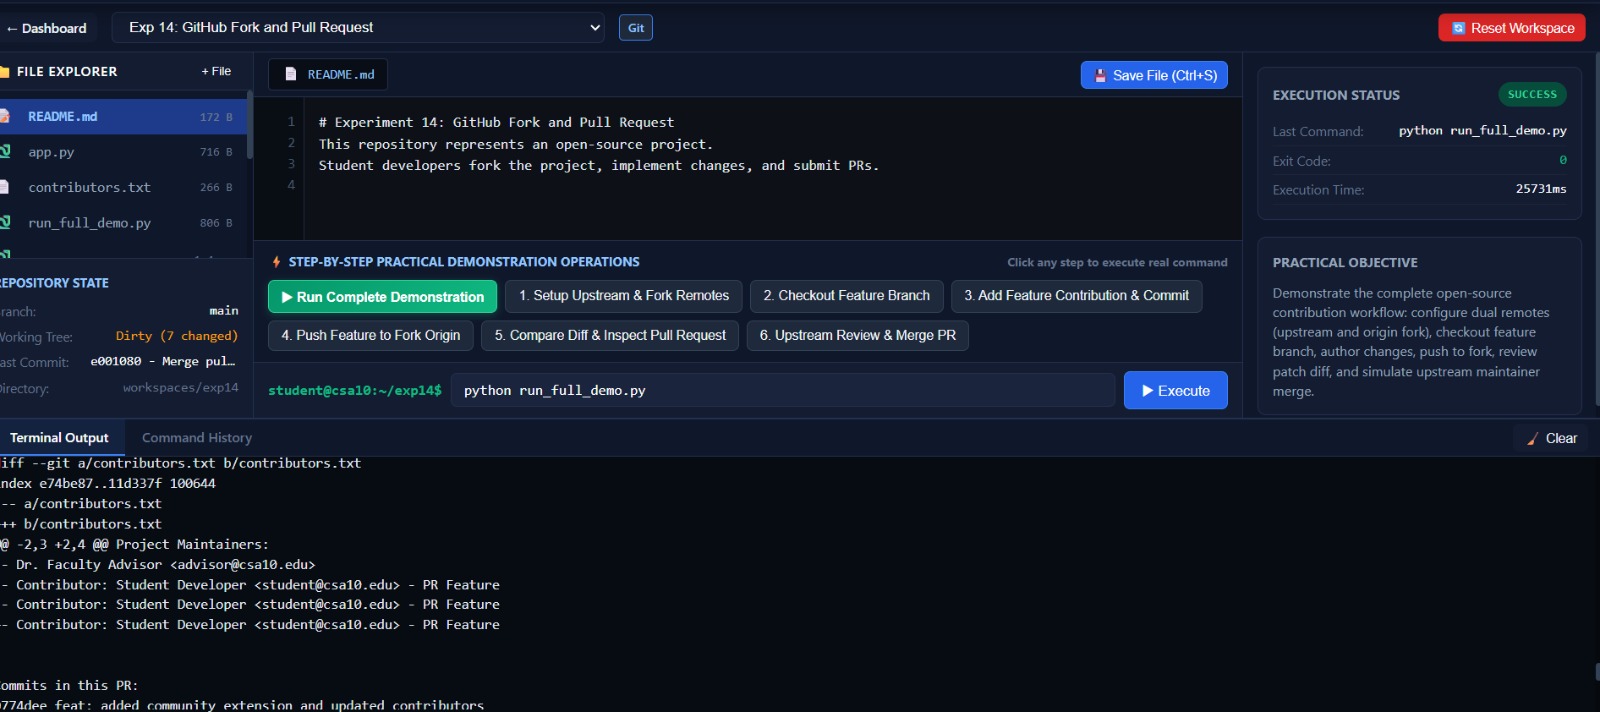 ← Dashboard
Exp 14: GitHub Fork and Pull Request
Git
Reset Workspace
FILE EXPLORER
+ File
README.md 172 B
app.py 716 B
contributors.txt 266 B
run_full_demo.py 806 B
EPOSITORY STATE
ranch: main
Working Tree: Dirty (7 changed)
ast Commit: e001080 - Merge pul…
irectory: workspaces/exp14
README.md
Save File (Ctrl+S)
1 # Experiment 14: GitHub Fork and Pull Request
2 This repository represents an open-source project.
3 Student developers fork the project, implement changes, and submit PRs.
4
STEP-BY-STEP PRACTICAL DEMONSTRATION OPERATIONS
Click any step to execute real command
▶ Run Complete Demonstration
1. Setup Upstream & Fork Remotes
2. Checkout Feature Branch
3. Add Feature Contribution & Commit
4. Push Feature to Fork Origin
5. Compare Diff & Inspect Pull Request
6. Upstream Review & Merge PR
student@csa10:~/exp14$ python run_full_demo.py
▶ Execute
EXECUTION STATUS
SUCCESS
Last Command: python run_full_demo.py
Exit Code: 0
Execution Time: 25731ms
PRACTICAL OBJECTIVE
Demonstrate the complete open-source
contribution workflow: configure dual remotes
(upstream and origin fork), checkout feature
branch, author changes, push to fork, review
patch diff, and simulate upstream maintainer
merge.
Terminal Output
Command History
Clear
iff --git a/contributors.txt b/contributors.txt
ndex e74be87..11d337f 100644
-- a/contributors.txt
++ b/contributors.txt
@ -2,3 +2,4 @@ Project Maintainers:
- Dr. Faculty Advisor <advisor@csa10.edu>
- Contributor: Student Developer <student@csa10.edu> - PR Feature
- Contributor: Student Developer <student@csa10.edu> - PR Feature
- Contributor: Student Developer <student@csa10.edu> - PR Feature
ommits in this PR:
774dee feat: added community extension and updated contributors